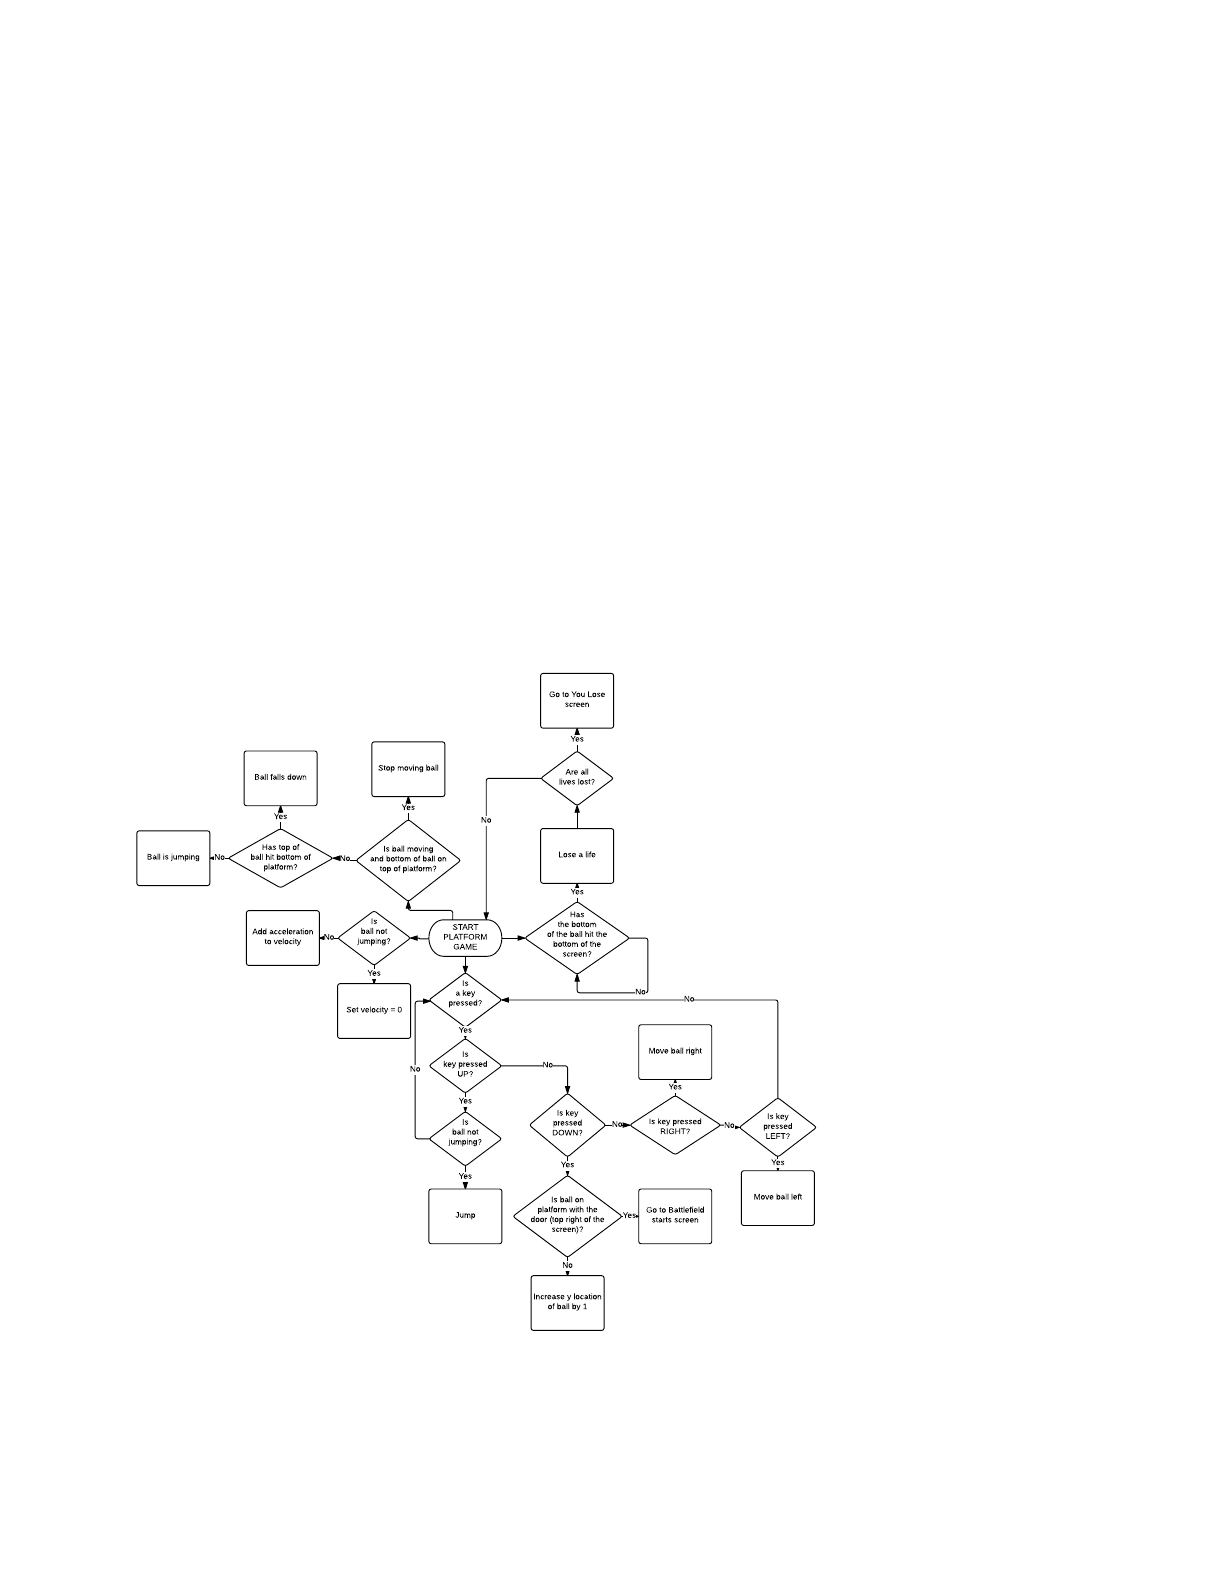 Go to You Lose
screen
Yes
Are all
lives lost?
No
Stop moving ball
Ball falls down
Yes
Yes
Has top of
ball hit bottom of
platform?
Ball is jumping
No
No
Is ball moving
and bottom of ball on
top of platform?
Lose a life
Yes
Has
the bottom
of the ball hit the
bottom of the
screen?
No
START
PLATFORM
GAME
Is
ball not
jumping?
No
Add acceleration
to velocity
Yes
Set velocity = 0
Is
a key
pressed?
No
Yes
Is
key pressed
UP?
No
No
Yes
Is
ball not
jumping?
Yes
Jump
Is key
pressed
DOWN?
No
Is key pressed
RIGHT?
Yes
Move ball right
No
Is key
pressed
LEFT?
Yes
Move ball left
Yes
Is ball on
platform with the
door (top right of the
screen)?
Yes
Go to Battlefield
starts screen
No
Increase y location
of ball by 1